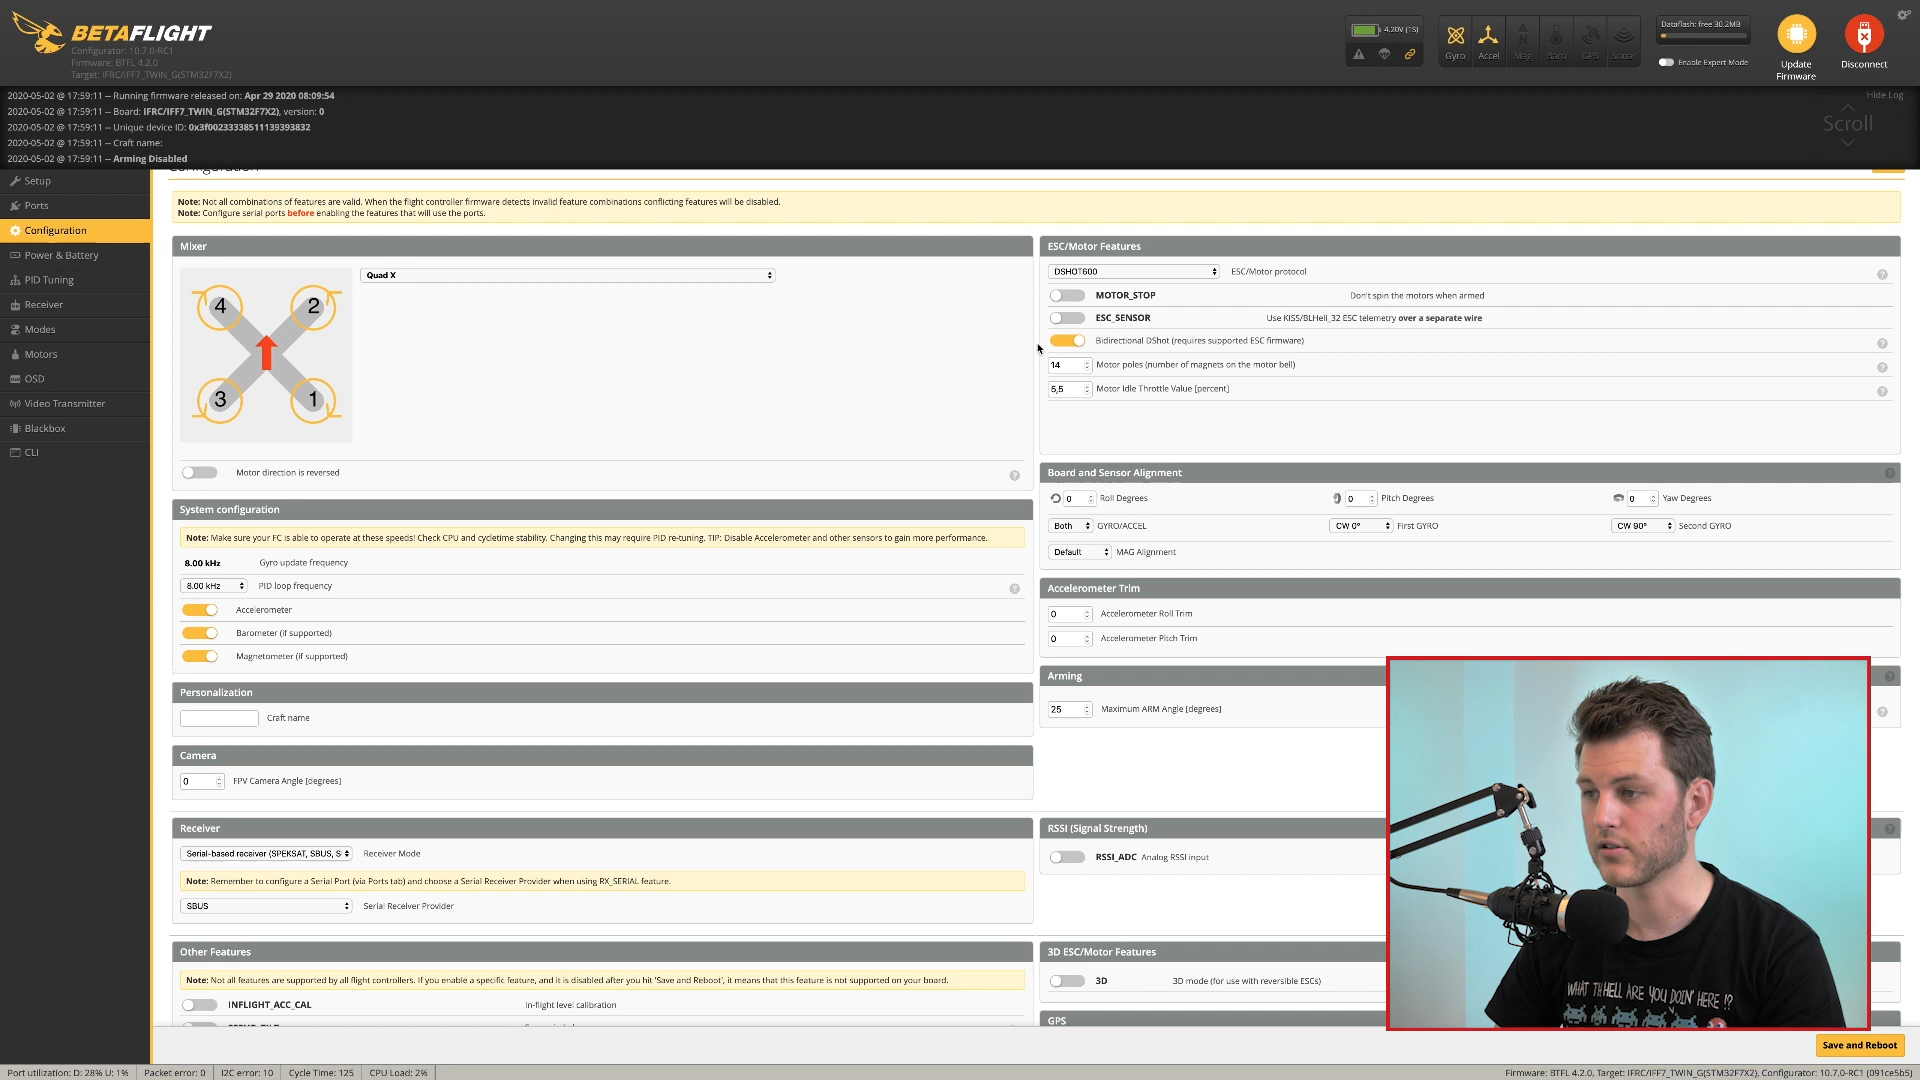 BETAFLIGHT
Configurator: 10.7.0-RC1
Firmware: BTFL 4.2.0
Target: IFRC/IFF7_TWIN_G(STM32F7X2)
4.20V (1S)
Gyro
Accel
Mag
Baro
GPS
Sonar
Dataflash: free 30.2MB
Enable Expert Mode
Update
Firmware
Disconnect
2020-05-02 @ 17:59:11 -- Running firmware released on: Apr 29 2020 08:09:54
2020-05-02 @ 17:59:11 -- Board: IFRC/IFF7_TWIN_G(STM32F7X2), version: 0
2020-05-02 @ 17:59:11 -- Unique device ID: 0x3f00233338511139393832
2020-05-02 @ 17:59:11 -- Craft name:
2020-05-02 @ 17:59:11 -- Arming Disabled
Hide Log
Scroll
Setup
Ports
Configuration
Power & Battery
PID Tuning
Receiver
Modes
Motors
OSD
Video Transmitter
Blackbox
CLI
Configuration
Note: Not all combinations of features are valid. When the flight controller firmware detects invalid feature combinations conflicting features will be disabled.
Note: Configure serial ports before enabling the features that will use the ports.
Mixer
Quad X
4
2
3
1
Motor direction is reversed
System configuration
Note: Make sure your FC is able to operate at these speeds! Check CPU and cycletime stability. Changing this may require PID re-tuning. TIP: Disable Accelerometer and other sensors to gain more performance.
8.00 kHz Gyro update frequency
8.00 kHz PID loop frequency
Accelerometer
Barometer (if supported)
Magnetometer (if supported)
Personalization
Craft name
Camera
0 FPV Camera Angle [degrees]
Receiver
Serial-based receiver (SPEKSAT, SBUS, S Receiver Mode
Note: Remember to configure a Serial Port (via Ports tab) and choose a Serial Receiver Provider when using RX_SERIAL feature.
SBUS Serial Receiver Provider
Other Features
Note: Not all features are supported by all flight controllers. If you enable a specific feature, and it is disabled after you hit 'Save and Reboot', it means that this feature is not supported on your board.
INFLIGHT_ACC_CAL In-flight level calibration
ESC/Motor Features
DSHOT600 ESC/Motor protocol
MOTOR_STOP Don't spin the motors when armed
ESC_SENSOR Use KISS/BLHeli_32 ESC telemetry over a separate wire
Bidirectional DShot (requires supported ESC firmware)
14 Motor poles (number of magnets on the motor bell)
5,5 Motor Idle Throttle Value [percent]
Board and Sensor Alignment
0 Roll Degrees 0 Pitch Degrees 0 Yaw Degrees
Both GYRO/ACCEL CW 0° First GYRO CW 90° Second GYRO
Default MAG Alignment
Accelerometer Trim
0 Accelerometer Roll Trim
0 Accelerometer Pitch Trim
Arming
25 Maximum ARM Angle [degrees]
RSSI (Signal Strength)
RSSI_ADC Analog RSSI input
3D ESC/Motor Features
3D 3D mode (for use with reversible ESCs)
GPS
WHAT TH HELL ARE YOU DOIN' HERE !?
Save and Reboot
Port utilization: D: 28% U: 1% Packet error: 0 I2C error: 10 Cycle Time: 125 CPU Load: 2%
Firmware: BTFL 4.2.0, Target: IFRC/IFF7_TWIN_G(STM32F7X2), Configurator: 10.7.0-RC1 (091ce5b5)